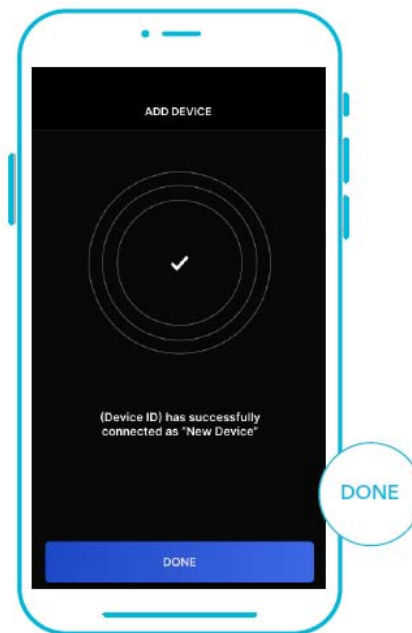 ADD DEVICE
(Device ID) has successfully
connected as "New Device"
DONE
DONE